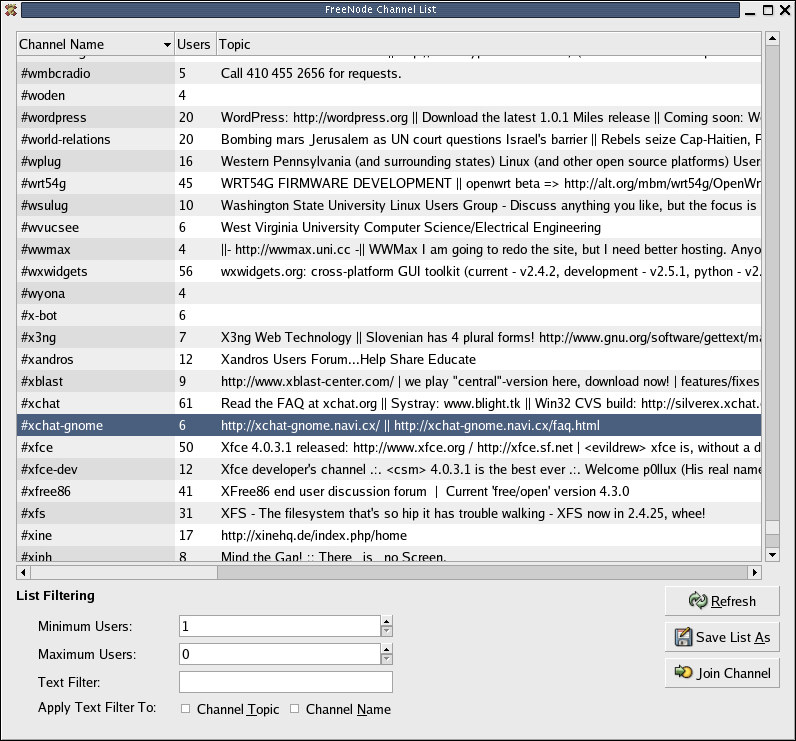 FreeNode Channel List
Channel Name Users Topic
#wmbcradio 5 Call 410 455 2656 for requests.
#woden 4
#wordpress 20 WordPress: http://wordpress.org || Download the latest 1.0.1 Miles release || Coming soon: W
#world-relations 20 Bombing mars Jerusalem as UN court questions Israel's barrier || Rebels seize Cap-Haitien, F
#wplug 16 Western Pennsylvania (and surrounding states) Linux (and other open source platforms) User
#wrt54g 45 WRT54G FIRMWARE DEVELOPMENT || openwrt beta => http://alt.org/mbm/wrt54g/OpenWr
#wsulug 10 Washington State University Linux Users Group - Discuss anything you like, but the focus is
#wvucsee 6 West Virginia University Computer Science/Electrical Engineering
#wwmax 4 ||- http://wwmax.uni.cc -|| WWMax I am going to redo the site, but I need better hosting. Anyo
#wxwidgets 56 wxwidgets.org: cross-platform GUI toolkit (current - v2.4.2, development - v2.5.1, python - v2.
#wyona 4
#x-bot 6
#x3ng 7 X3ng Web Technology || Slovenian has 4 plural forms! http://www.gnu.org/software/gettext/ma
#xandros 12 Xandros Users Forum...Help Share Educate
#xblast 9 http://www.xblast-center.com/ | we play "central"-version here, download now! | features/fixes
#xchat 61 Read the FAQ at xchat.org || Systray: www.blight.tk || Win32 CVS build: http://silverex.xchat.
#xchat-gnome 6 http://xchat-gnome.navi.cx/ || http://xchat-gnome.navi.cx/faq.html
#xfce 50 Xfce 4.0.3.1 released: http://www.xfce.org / http://xfce.sf.net | <evildrew> xfce is, without a d
#xfce-dev 12 Xfce developer's channel .:. <csm> 4.0.3.1 is the best ever .:. Welcome p0llux (His real name
#xfree86 41 XFree86 end user discussion forum | Current 'free/open' version 4.3.0
#xfs 31 XFS - The filesystem that's so hip it has trouble walking - XFS now in 2.4.25, whee!
#xine 17 http://xinehq.de/index.php/home
#xiph 8 Mind the Gap! :: There _is_ no Screen.
List Filtering
Minimum Users: 1
Maximum Users: 0
Text Filter:
Apply Text Filter To: Channel Topic Channel Name
Refresh
Save List As
Join Channel